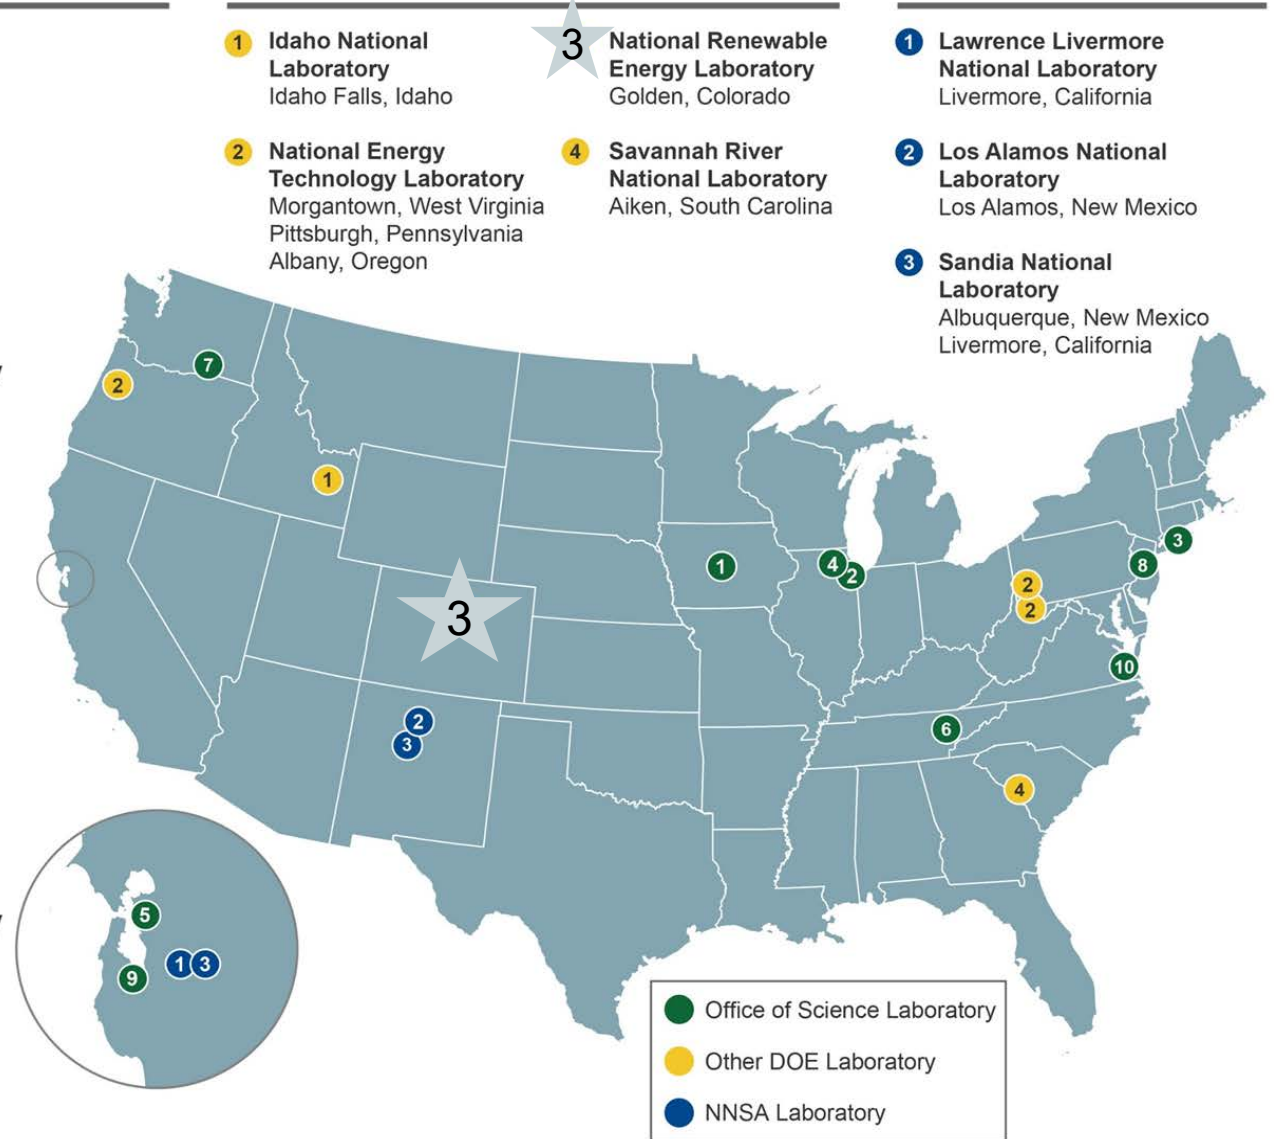 1 Idaho National
Laboratory
Idaho Falls, Idaho
2 National Energy
Technology Laboratory
Morgantown, West Virginia
Pittsburgh, Pennsylvania
Albany, Oregon
3 National Renewable
Energy Laboratory
Golden, Colorado
4 Savannah River
National Laboratory
Aiken, South Carolina
1 Lawrence Livermore
National Laboratory
Livermore, California
2 Los Alamos National
Laboratory
Los Alamos, New Mexico
3 Sandia National
Laboratory
Albuquerque, New Mexico
Livermore, California
7
2
1
3
1
4
2
3
8
2
2
10
6
4
2
3
5
1
3
9
Office of Science Laboratory
Other DOE Laboratory
NNSA Laboratory